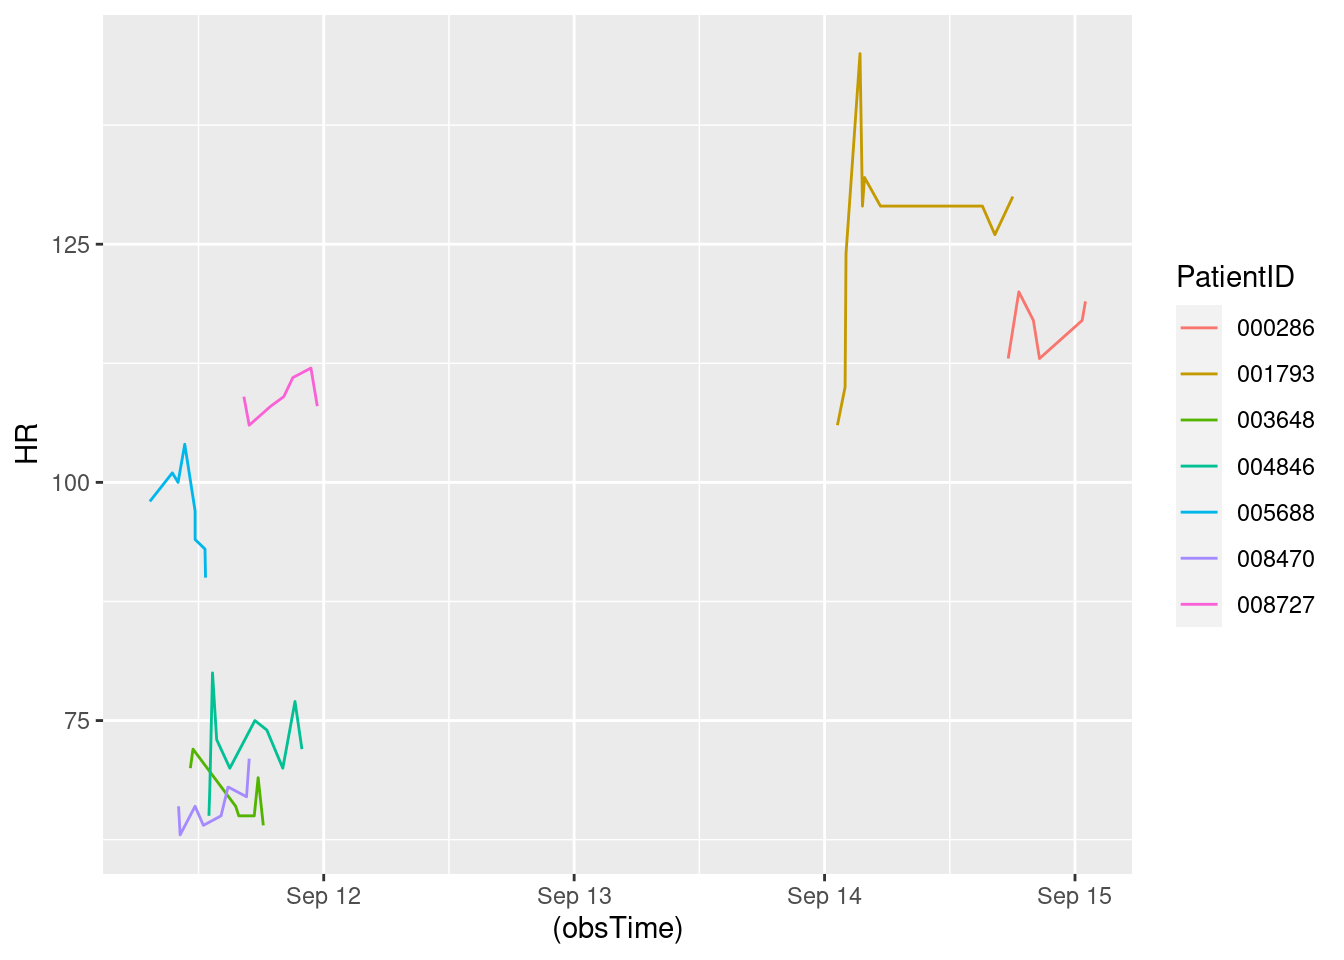 HR
125
100
75
Sep 12
Sep 13
Sep 14
Sep 15
(obsTime)
PatientID
000286
001793
003648
004846
005688
008470
008727